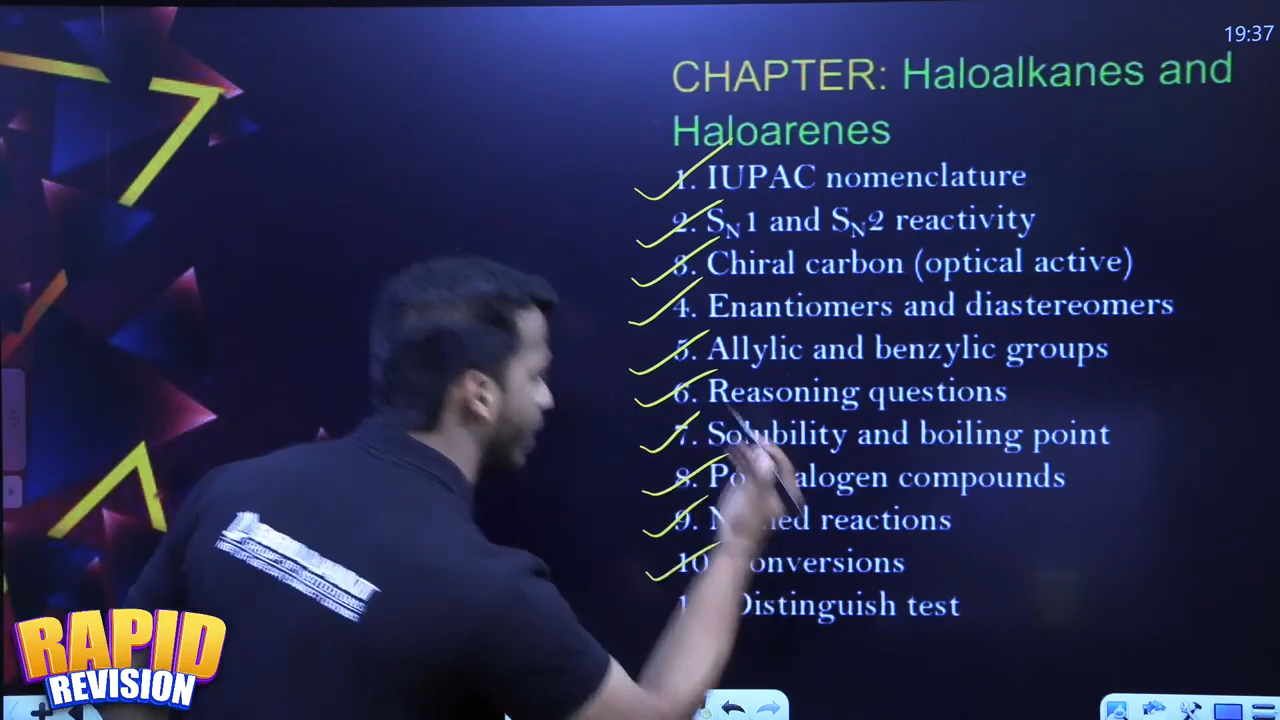 19:37
CHAPTER: Haloalkanes and
Haloarenes
1. IUPAC nomenclature
2. SN1 and SN2 reactivity
3. Chiral carbon (optical active)
4. Enantiomers and diastereomers
5. Allylic and benzylic groups
6. Reasoning questions
7. Solubility and boiling point
8. compounds
9. reactions
10.
Distinguish test
RAPID
REVISION